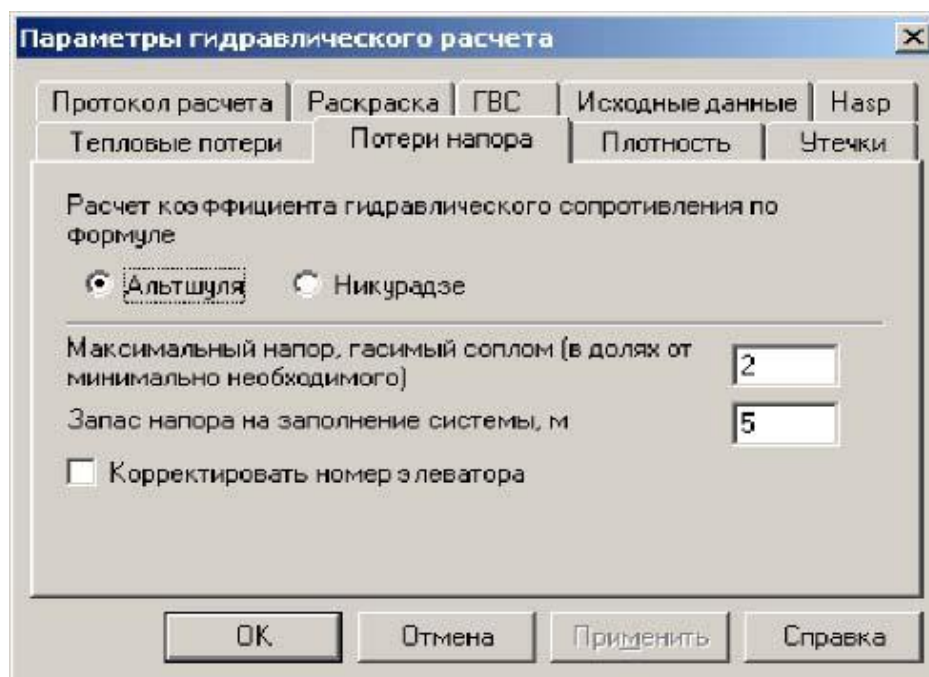 Параметры гидравлического расчета
Протокол расчета
Раскраска
ГВС
Исходные данные
Hasp
Тепловые потери
Потери напора
Плотность
Утечки
Расчет коэффициента гидравлического сопротивления по
формуле
Альтшуля
Никурадзе
Максимальный напор, гасимый соплом (в долях от
минимально необходимого)
2
Запас напора на заполнение системы, м
5
Корректировать номер элеватора
OK
Отмена
Применить
Справка